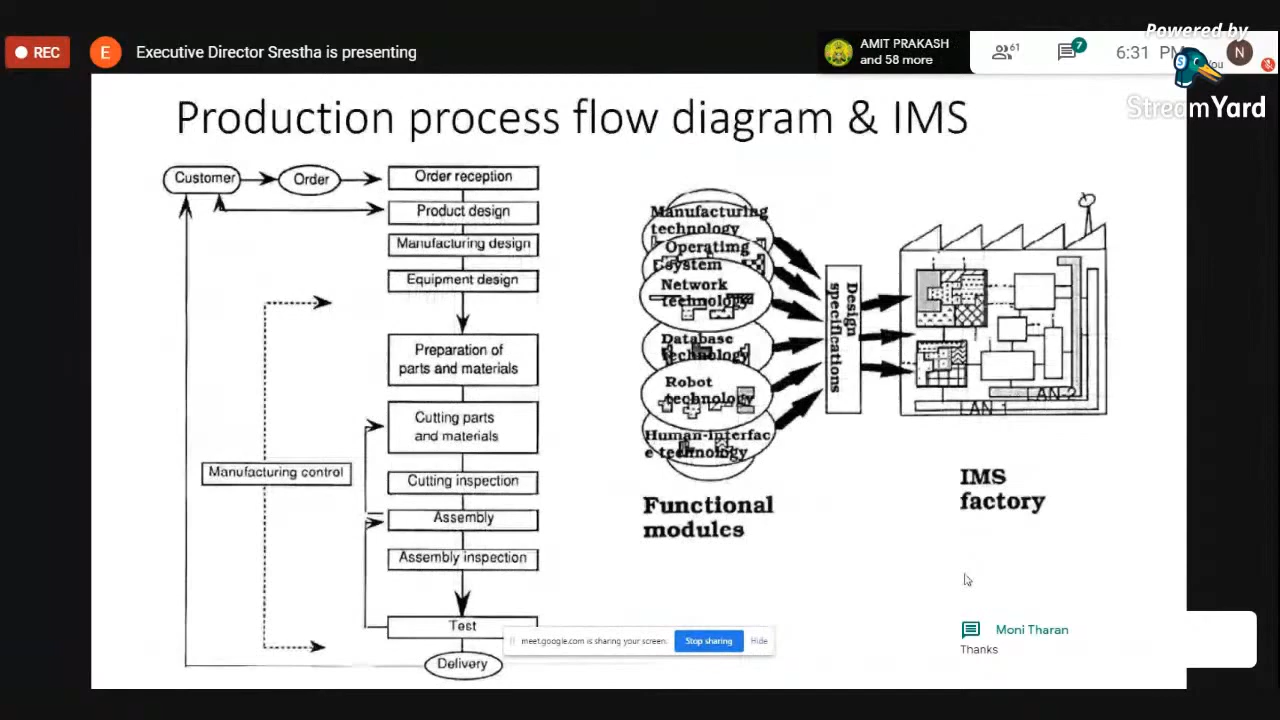 REC
E
Executive Director Srestha is presenting
AMIT PRAKASH
and 58 more
61
7
6:31 PM
You
N
Powered by
StreamYard
Production process flow diagram & IMS
Customer
Order
Order reception
Product design
Manufacturing design
Equipment design
Preparation of
parts and materials
Cutting parts
and materials
Manufacturing control
Cutting inspection
Assembly
Assembly inspection
Test
Delivery
Manufacturing
technology
Operatimg
system
Network
technology
Database
technology
Robot
technology
Human-interfac
e technology
Functional
modules
Design
specifications
LAN-1
LAN-2
IMS
factory
meet.google.com is sharing your screen.
Stop sharing
Hide
Moni Tharan
Thanks